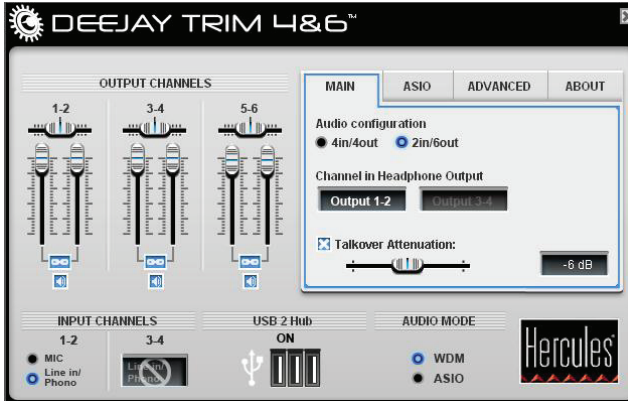 DEEJAY TRIM 4&6™
OUTPUT CHANNELS
1-2 3-4 5-6
MAIN ASIO ADVANCED ABOUT
Audio configuration
4in/4out 2in/6out
Channel in Headphone Output
Output 1-2 Output 3-4
Talkover Attenuation:
-6 dB
INPUT CHANNELS
1-2 3-4
MIC
Line in/
Phono
Line in/
Phono
USB 2 Hub
ON
AUDIO MODE
WDM
ASIO
Hercules